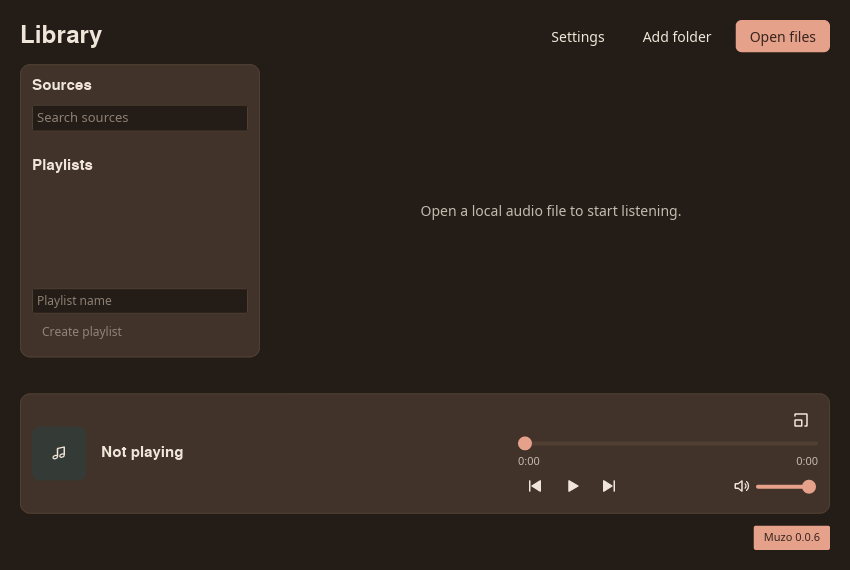 Library
Settings
Add folder
Open files
Sources
Search sources
Playlists
Open a local audio file to start listening.
Playlist name
Create playlist
Not playing
0:00
0:00
Muzo 0.0.6